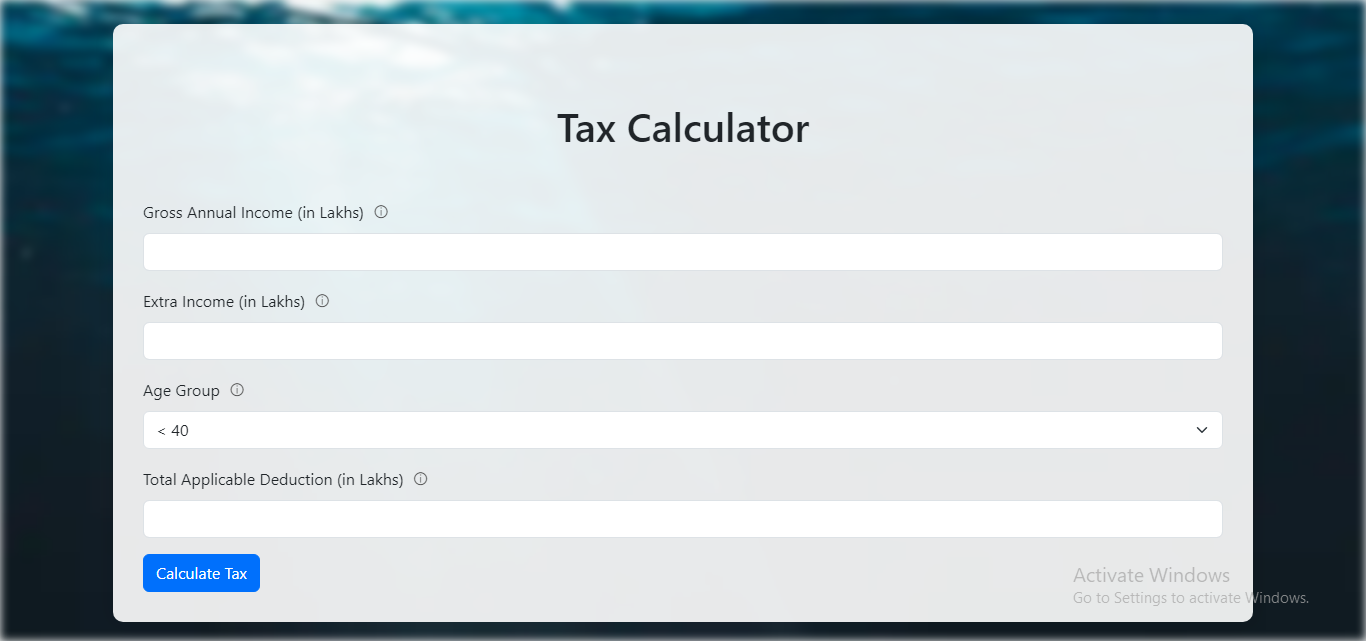 Tax Calculator
Gross Annual Income (in Lakhs)
Extra Income (in Lakhs)
Age Group
< 40
Total Applicable Deduction (in Lakhs)
Calculate Tax
Activate Windows
Go to Settings to activate Windows.